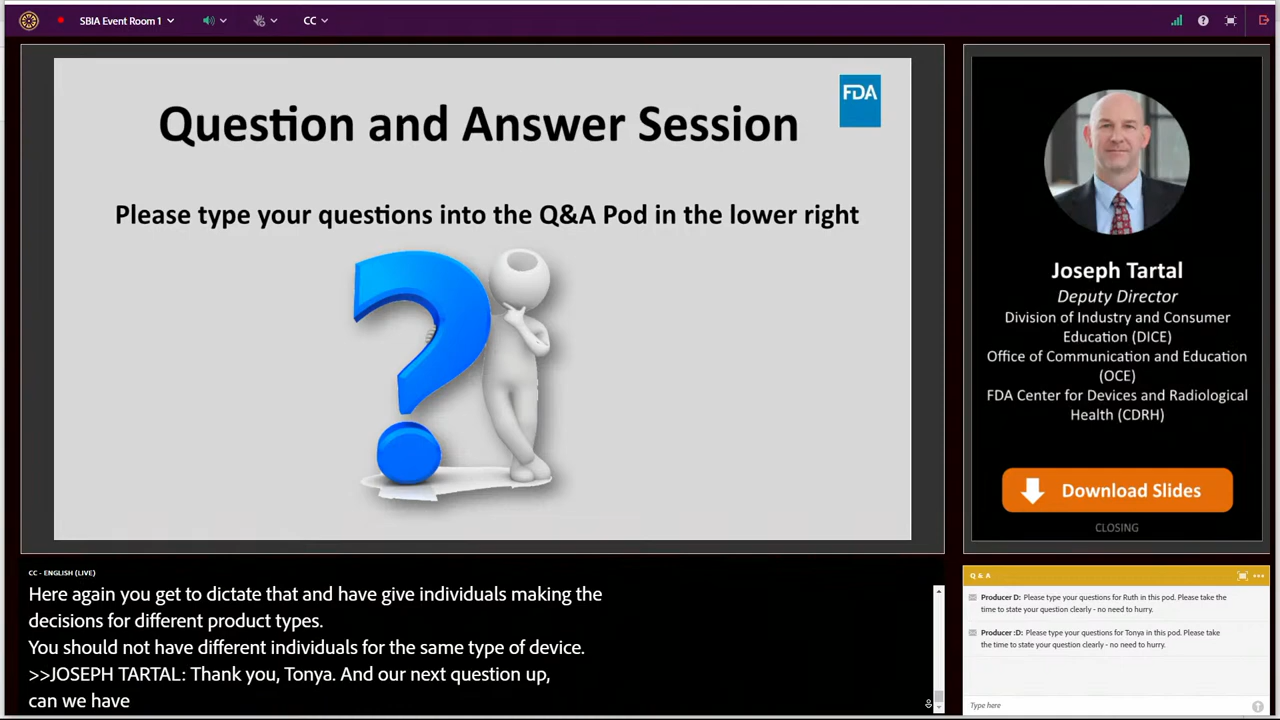 SBIA Event Room 1
CC
Question and Answer Session
FDA
Please type your questions into the Q&A Pod in the lower right
Joseph Tartal
Deputy Director
Division of Industry and Consumer
Education (DICE)
Office of Communication and Education
(OCE)
FDA Center for Devices and Radiological
Health (CDRH)
Download Slides
CLOSING
CC - ENGLISH (LIVE)
Here again you get to dictate that and have give individuals making the
decisions for different product types.
You should not have different individuals for the same type of device.
>>JOSEPH TARTAL: Thank you, Tonya. And our next question up,
can we have
Q & A
Producer D: Please type your questions for Ruth in this pod. Please take the
time to state your question clearly - no need to hurry.
Producer :D: Please type your questions for Tonya in this pod. Please take
the time to state your question clearly - no need to hurry.
Type here